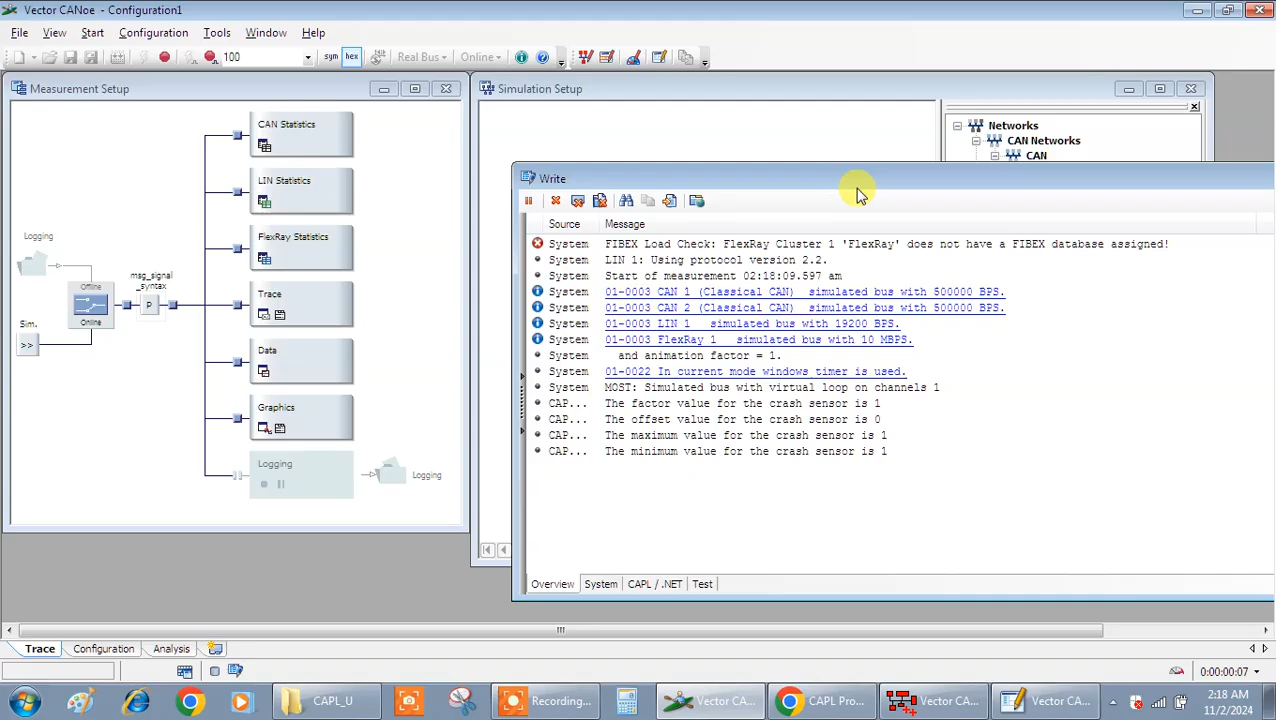 Vector CANoe - Configuration1
File View Start Configuration Tools Window Help
100 sym hex Real Bus Online
Measurement Setup
CAN Statistics
LIN Statistics
FlexRay Statistics
Logging
msg_signal
_syntax
Offline
P
Online
Trace
Sim.
>>
Data
Graphics
Logging
Logging
Simulation Setup
Networks
CAN Networks
CAN
Write
Source Message
System FIBEX Load Check: FlexRay Cluster 1 'FlexRay' does not have a FIBEX database assigned!
System LIN 1: Using protocol version 2.2.
System Start of measurement 02:18:09.597 am
System 01-0003 CAN 1 (Classical CAN) simulated bus with 500000 BPS.
System 01-0003 CAN 2 (Classical CAN) simulated bus with 500000 BPS.
System 01-0003 LIN 1 simulated bus with 19200 BPS.
System 01-0003 FlexRay 1 simulated bus with 10 MBPS.
System and animation factor = 1.
System 01-0022 In current mode windows timer is used.
System MOST: Simulated bus with virtual loop on channels 1
CAP... The factor value for the crash sensor is 1
CAP... The offset value for the crash sensor is 0
CAP... The maximum value for the crash sensor is 1
CAP... The minimum value for the crash sensor is 1
Overview System CAPL / .NET Test
Trace Configuration Analysis
0:00:00:07
CAPL_U Recording... Vector CA... CAPL Pro... Vector CA... Vector CA...
2:18 AM
11/2/2024